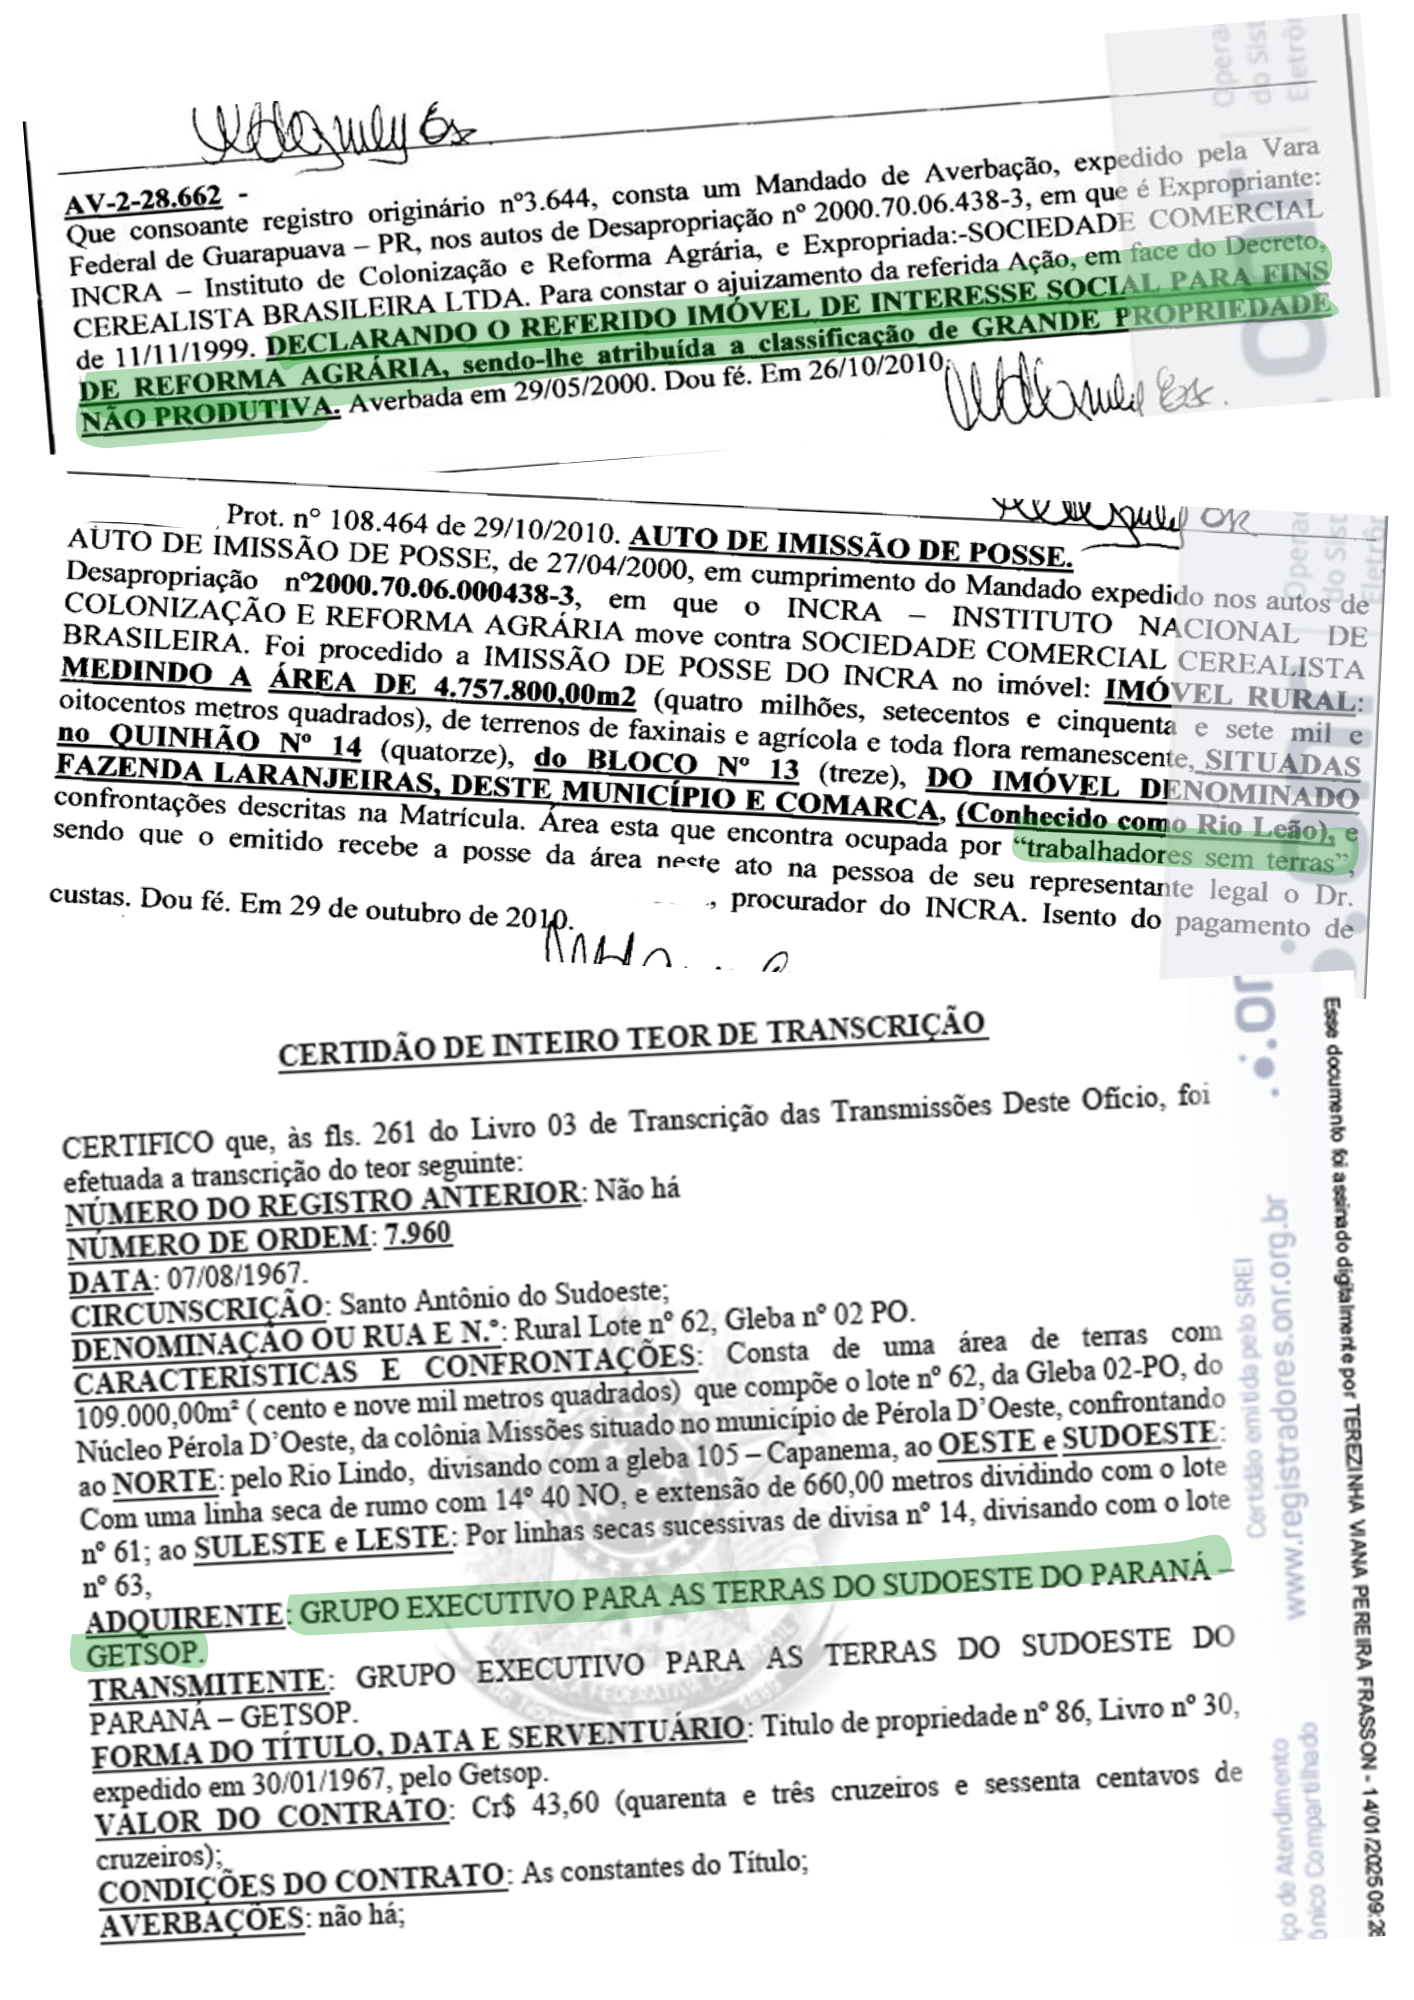 AV-2-28.662 -
Que consoante registro originário nº3.644, consta um Mandado de Averbação, expedido pela Vara
Federal de Guarapuava – PR, nos autos de Desapropriação nº 2000.70.06.438-3, em que é Expropriante:
INCRA – Instituto de Colonização e Reforma Agrária, e Expropriada:-SOCIEDADE COMERCIAL
CEREALISTA BRASILEIRA LTDA. Para constar o ajuizamento da referida Ação, em face do Decreto,
de 11/11/1999. DECLARANDO O REFERIDO IMÓVEL DE INTERESSE SOCIAL PARA FINS
DE REFORMA AGRÁRIA, sendo-lhe atribuída a classificação de GRANDE PROPRIEDADE
NÃO PRODUTIVA. Averbada em 29/05/2000. Dou fé. Em 26/10/2010.
Prot. nº 108.464 de 29/10/2010. AUTO DE IMISSÃO DE POSSE.
AUTO DE IMISSÃO DE POSSE, de 27/04/2000, em cumprimento do Mandado expedido nos autos de
Desapropriação nº2000.70.06.000438-3, em que o INCRA – INSTITUTO NACIONAL DE
COLONIZAÇÃO E REFORMA AGRÁRIA move contra SOCIEDADE COMERCIAL CEREALISTA
BRASILEIRA. Foi procedido a IMISSÃO DE POSSE DO INCRA no imóvel: IMÓVEL RURAL:
MEDINDO A ÁREA DE 4.757.800,00m2 (quatro milhões, setecentos e cinquenta e sete mil e
oitocentos metros quadrados), de terrenos de faxinais e agrícola e toda flora remanescente, SITUADAS
no QUINHÃO Nº 14 (quatorze), do BLOCO Nº 13 (treze), DO IMÓVEL DENOMINADO
FAZENDA LARANJEIRAS, DESTE MUNICÍPIO E COMARCA, (Conhecido como Rio Leão), e
confrontações descritas na Matrícula. Área esta que encontra ocupada por “trabalhadores sem terras”,
sendo que o emitido recebe a posse da área neste ato na pessoa de seu representante legal o Dr.
, procurador do INCRA. Isento do pagamento de
custas. Dou fé. Em 29 de outubro de 2010.
CERTIDÃO DE INTEIRO TEOR DE TRANSCRIÇÃO
CERTIFICO que, às fls. 261 do Livro 03 de Transcrição das Transmissões Deste Ofício, foi
efetuada a transcrição do teor seguinte:
NÚMERO DO REGISTRO ANTERIOR: Não há
NÚMERO DE ORDEM: 7.960
DATA: 07/08/1967.
CIRCUNSCRIÇÃO: Santo Antônio do Sudoeste;
DENOMINAÇÃO OU RUA E N.º: Rural Lote nº 62, Gleba nº 02 PO.
CARACTERÍSTICAS E CONFRONTAÇÕES: Consta de uma área de terras com
109.000,00m² ( cento e nove mil metros quadrados) que compõe o lote nº 62, da Gleba 02-PO, do
Núcleo Pérola D’Oeste, da colônia Missões situado no município de Pérola D’Oeste, confrontando
ao NORTE: pelo Rio Lindo, divisando com a gleba 105 – Capanema, ao OESTE e SUDOESTE:
Com uma linha seca de rumo com 14º 40 NO, e extensão de 660,00 metros dividindo com o lote
nº 61; ao SULESTE e LESTE: Por linhas secas sucessivas de divisa nº 14, divisando com o lote
nº 63,
ADQUIRENTE: GRUPO EXECUTIVO PARA AS TERRAS DO SUDOESTE DO PARANÁ –
GETSOP.
TRANSMITENTE: GRUPO EXECUTIVO PARA AS TERRAS DO SUDOESTE DO
PARANÁ – GETSOP.
FORMA DO TÍTULO, DATA E SERVENTUÁRIO: Titulo de propriedade nº 86, Livro nº 30,
expedido em 30/01/1967, pelo Getsop.
VALOR DO CONTRATO: Cr$ 43,60 (quarenta e três cruzeiros e sessenta centavos de
cruzeiros);
CONDIÇÕES DO CONTRATO: As constantes do Título;
AVERBAÇÕES: não há;
Certidão emitida pelo SREI
www.registradores.onr.org.br
Esse documento foi assinado digitalmente por TEREZINHA VIANA PEREIRA FRASSON - 14/01/2025 09:28